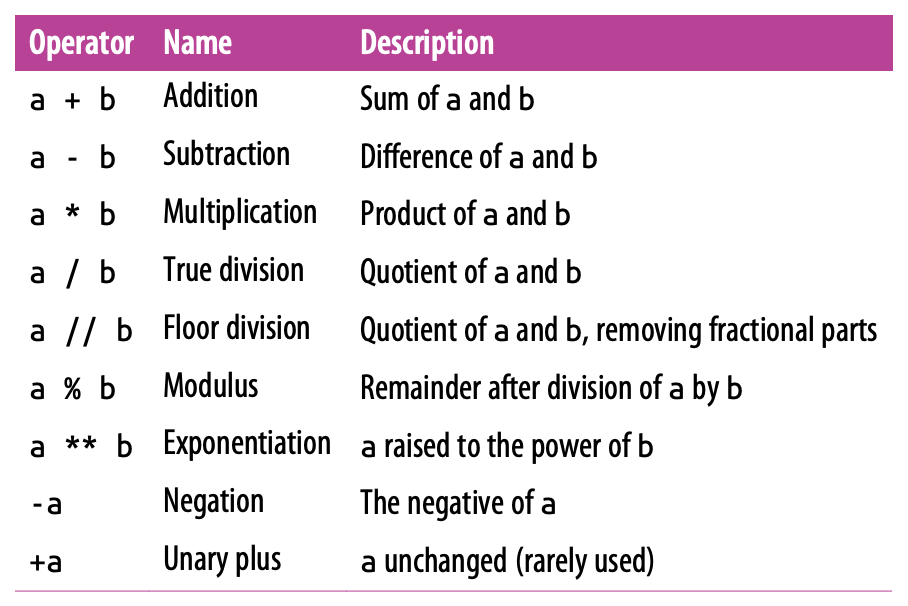 Operator Name Description
a + b Addition Sum of a and b
a - b Subtraction Difference of a and b
a * b Multiplication Product of a and b
a / b True division Quotient of a and b
a // b Floor division Quotient of a and b, removing fractional parts
a % b Modulus Remainder after division of a by b
a ** b Exponentiation a raised to the power of b
-a Negation The negative of a
+a Unary plus a unchanged (rarely used)